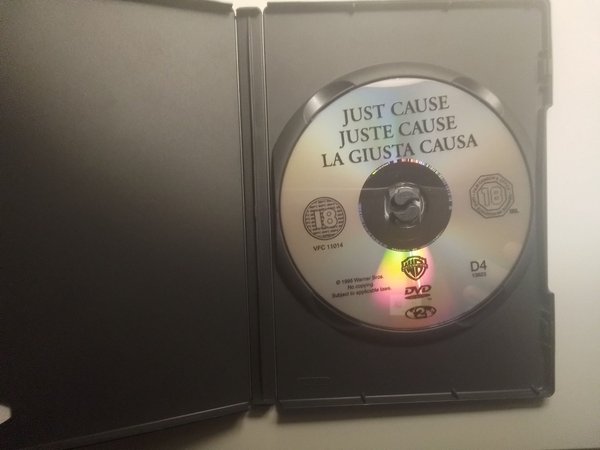 JUST CAUSE
JUSTE CAUSE
LA GIUSTA CAUSA
18
18
VFC 11014
© 1995 Warner Bros.
No copying.
Subject to applicable laws.
DVD
2
D4